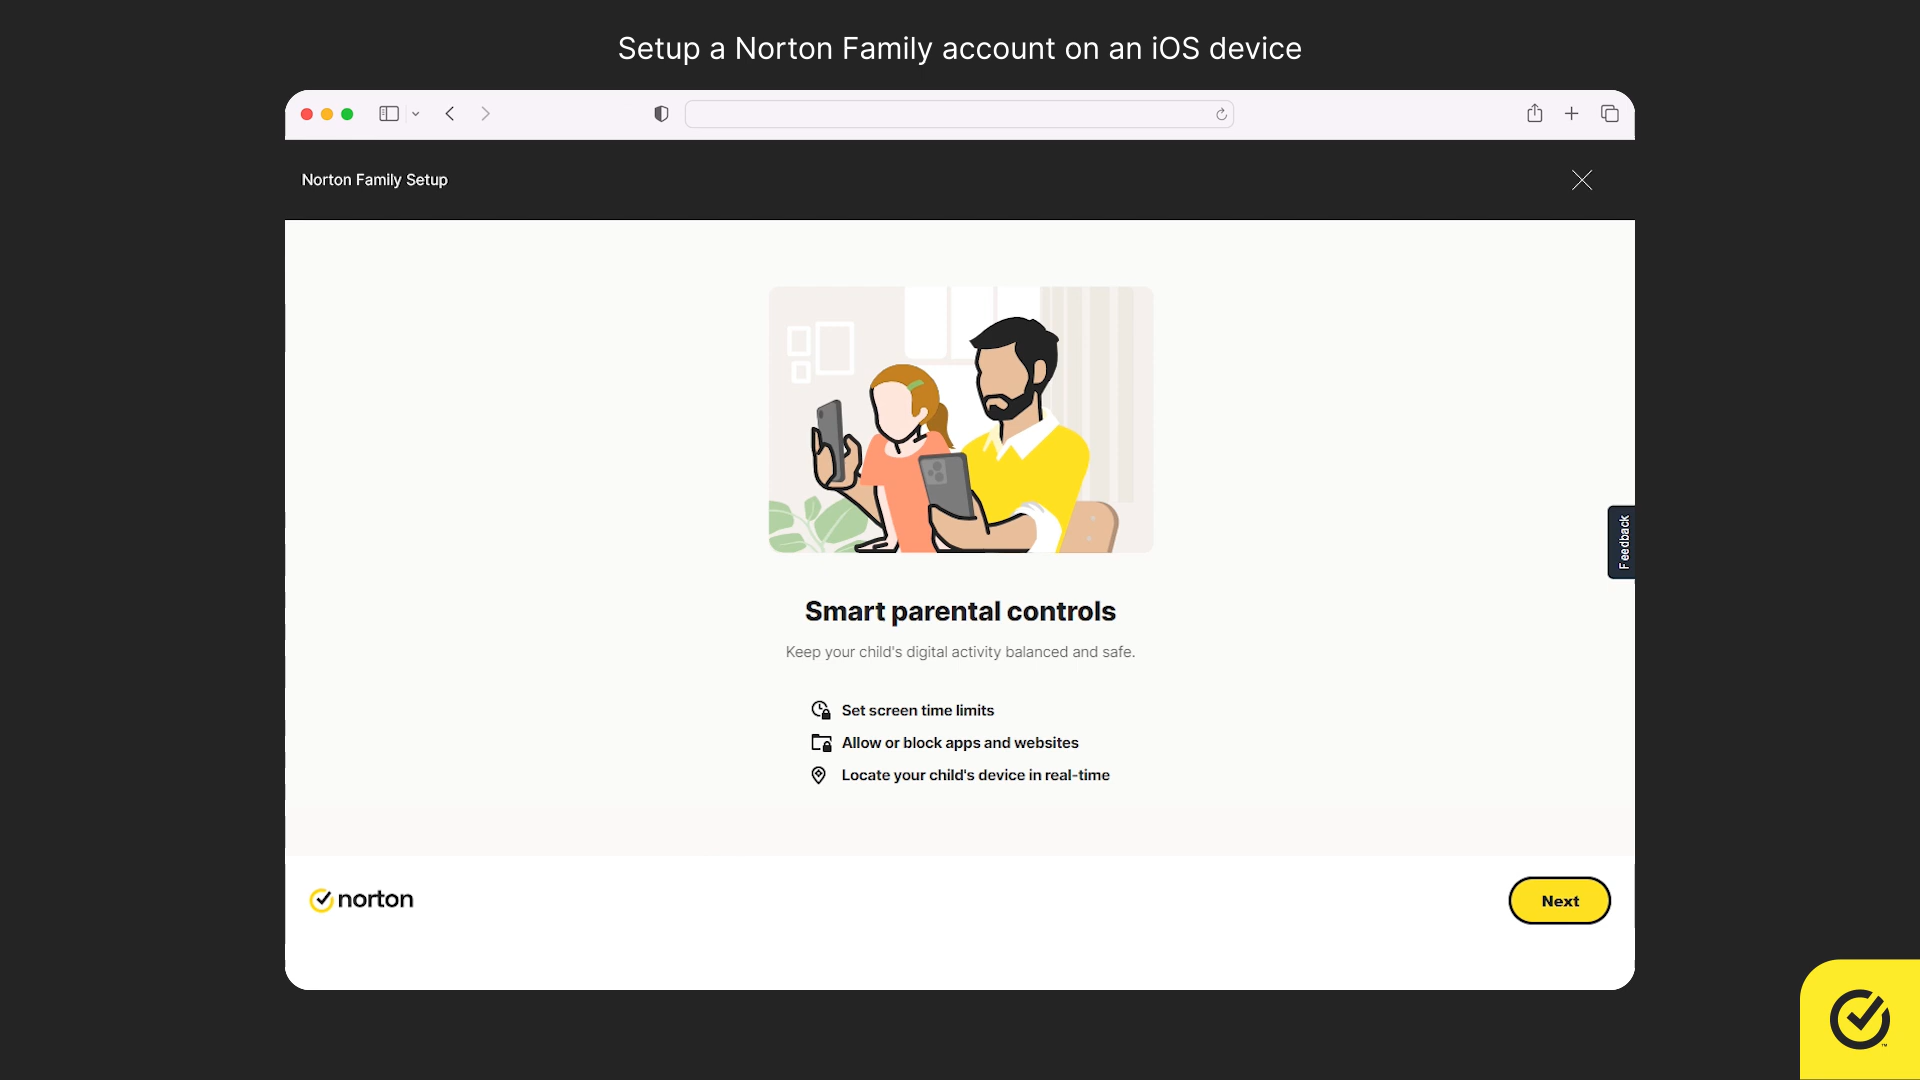 Setup a Norton Family account on an iOS device
Norton Family Setup
Feedback
Smart parental controls
Keep your child's digital activity balanced and safe.
Set screen time limits
Allow or block apps and websites
Locate your child's device in real-time
norton
Next
TM